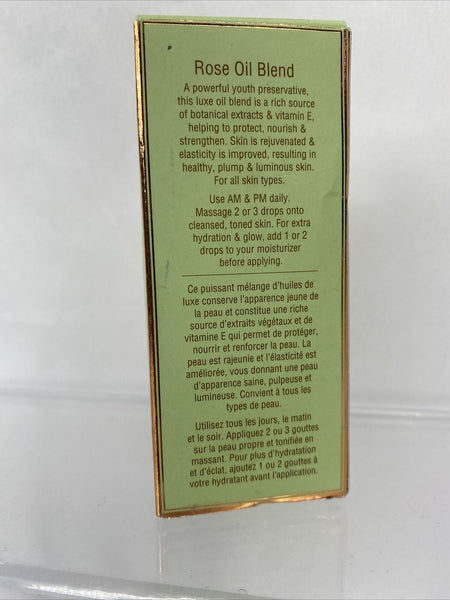 Rose Oil Blend
A powerful youth preservative,
this luxe oil blend is a rich source
of botanical extracts & vitamin E,
helping to protect, nourish &
strengthen. Skin is rejuvenated &
elasticity is improved, resulting in
healthy, plump & luminous skin.
For all skin types.
Use AM & PM daily.
Massage 2 or 3 drops onto
cleansed, toned skin. For extra
hydration & glow, add 1 or 2
drops to your moisturizer
before applying.
Ce puissant mélange d'huiles de
luxe conserve l'apparence jeune de
la peau et constitue une riche
source d'extraits végétaux et de
vitamine E qui permet de protéger,
nourrir et renforcer la peau. La
peau est rajeunie et l'élasticité est
améliorée, vous donnant une peau
d'apparence saine, pulpeuse et
lumineuse. Convient à tous les
types de peau.
Utilisez tous les jours, le matin
et le soir. Appliquez 2 ou 3 gouttes
sur la peau propre et tonifiée en
massant. Pour plus d'hydratation
et d'éclat, ajoutez 1 ou 2 gouttes à
votre hydratant avant l'application.